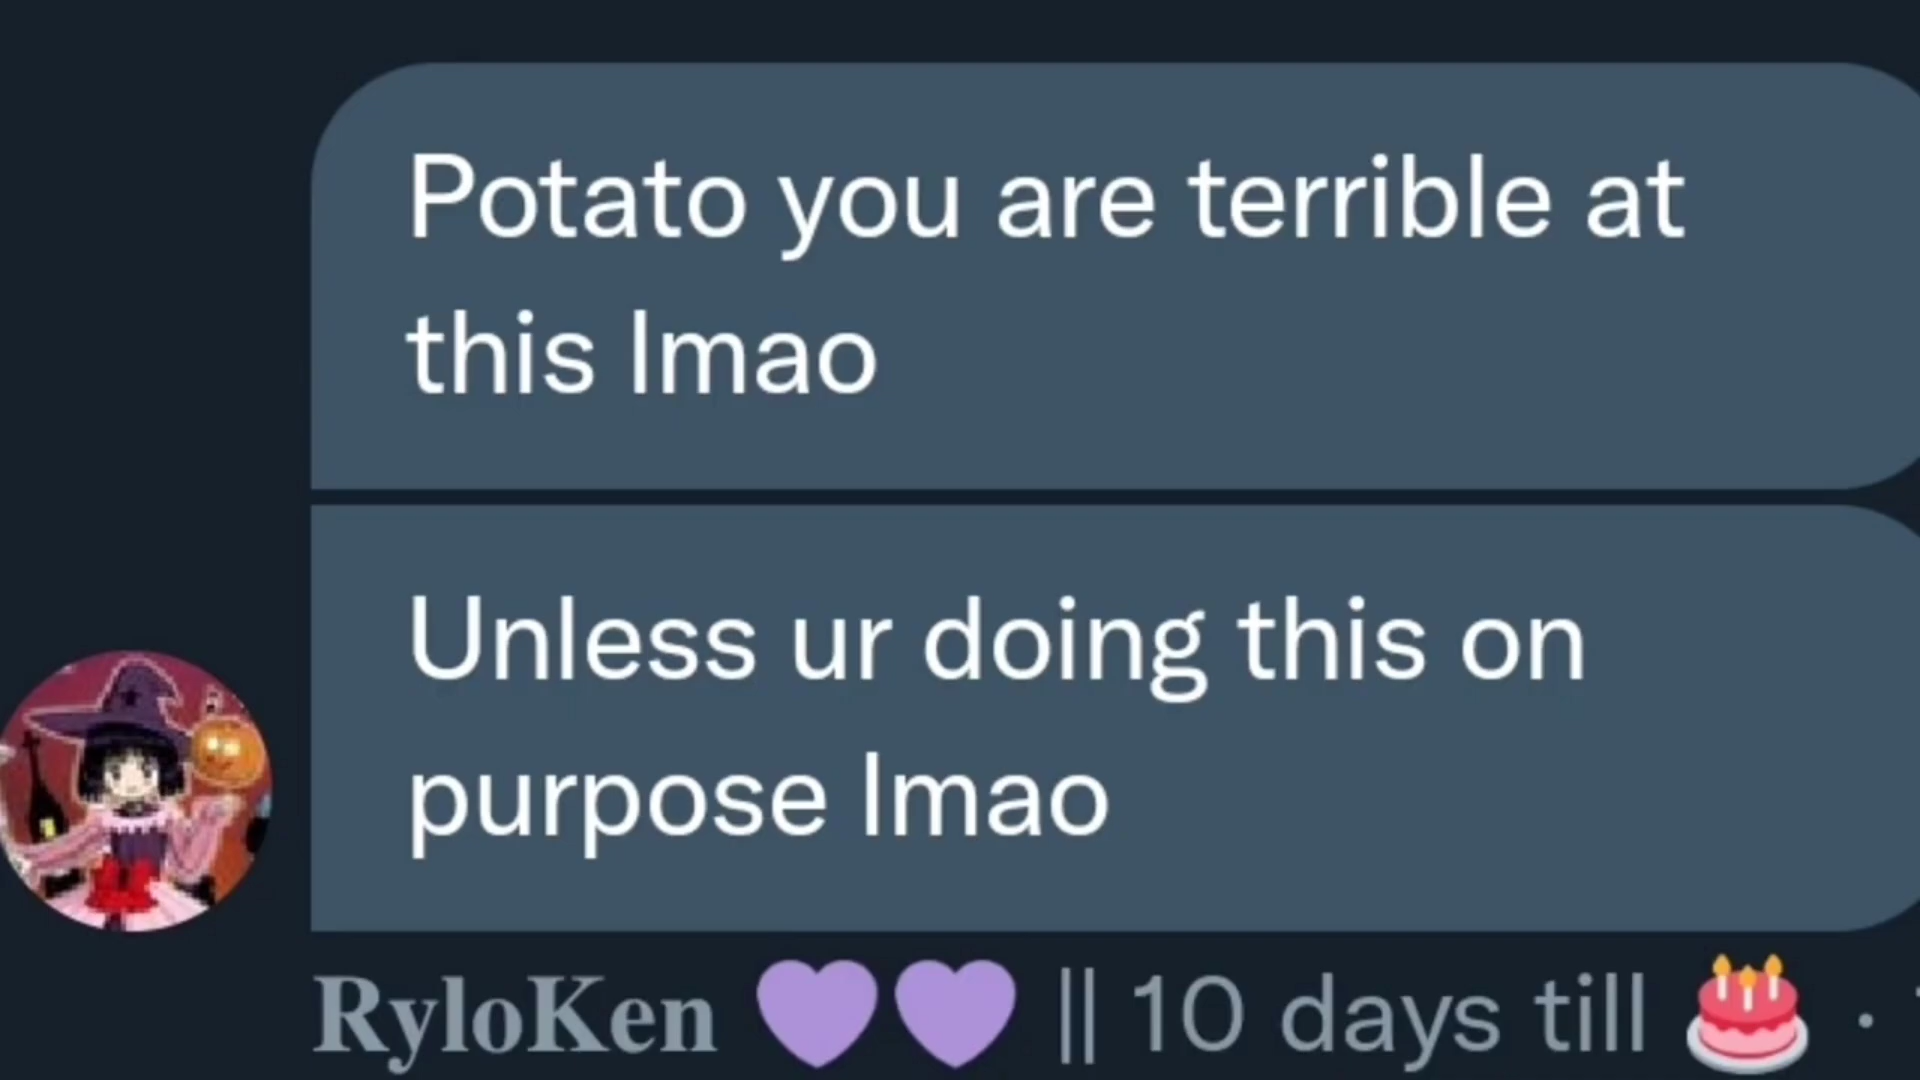 Potato you are terrible at
this lmao
Unless ur doing this on
purpose lmao
RyloKen 💜💜 || 10 days till 🎂 ·